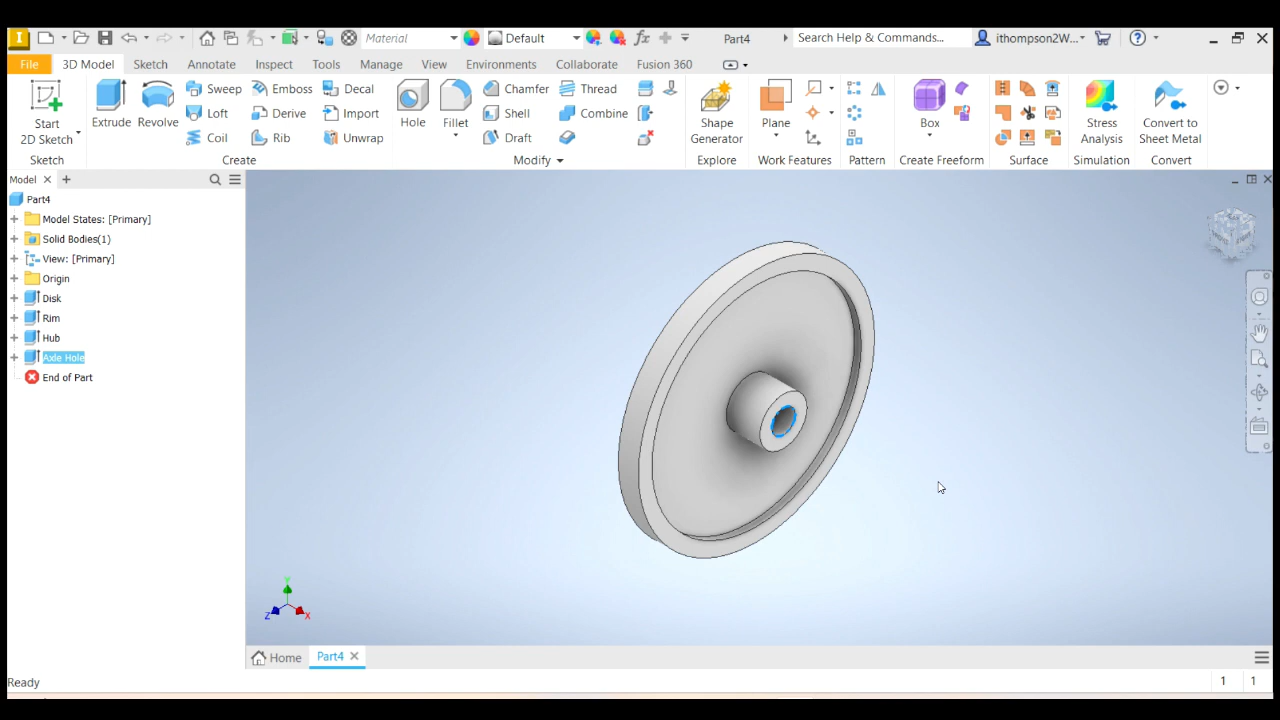 I Material Default fx Part4 Search Help & Commands... ithompson2W... ?
File 3D Model Sketch Annotate Inspect Tools Manage View Environments Collaborate Fusion 360
Start
2D Sketch
Extrude
Revolve
Sweep
Emboss
Decal
Loft
Derive
Import
Coil
Rib
Unwrap
Hole
Fillet
Chamfer
Thread
Shell
Combine
Draft
Shape
Generator
Plane
Box
Stress
Analysis
Convert to
Sheet Metal
Sketch Create Modify Explore Work Features Pattern Create Freeform Surface Simulation Convert
Model
Part4
Model States: [Primary]
Solid Bodies(1)
View: [Primary]
Origin
Disk
Rim
Hub
Axle Hole
End of Part
Y
Z X
Home Part4
Ready 1 1